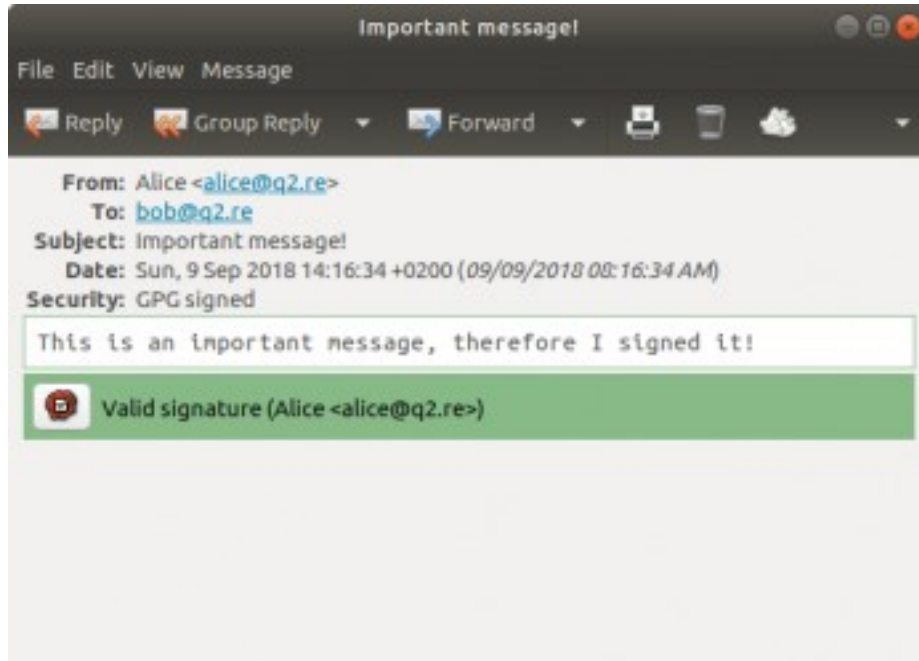 Important message!
File Edit View Message
Reply Group Reply Forward
From: Alice <alice@q2.re>
To: bob@q2.re
Subject: Important message!
Date: Sun, 9 Sep 2018 14:16:34 +0200 (09/09/2018 08:16:34 AM)
Security: GPG signed
This is an important message, therefore I signed it!
Valid signature (Alice <alice@q2.re>)